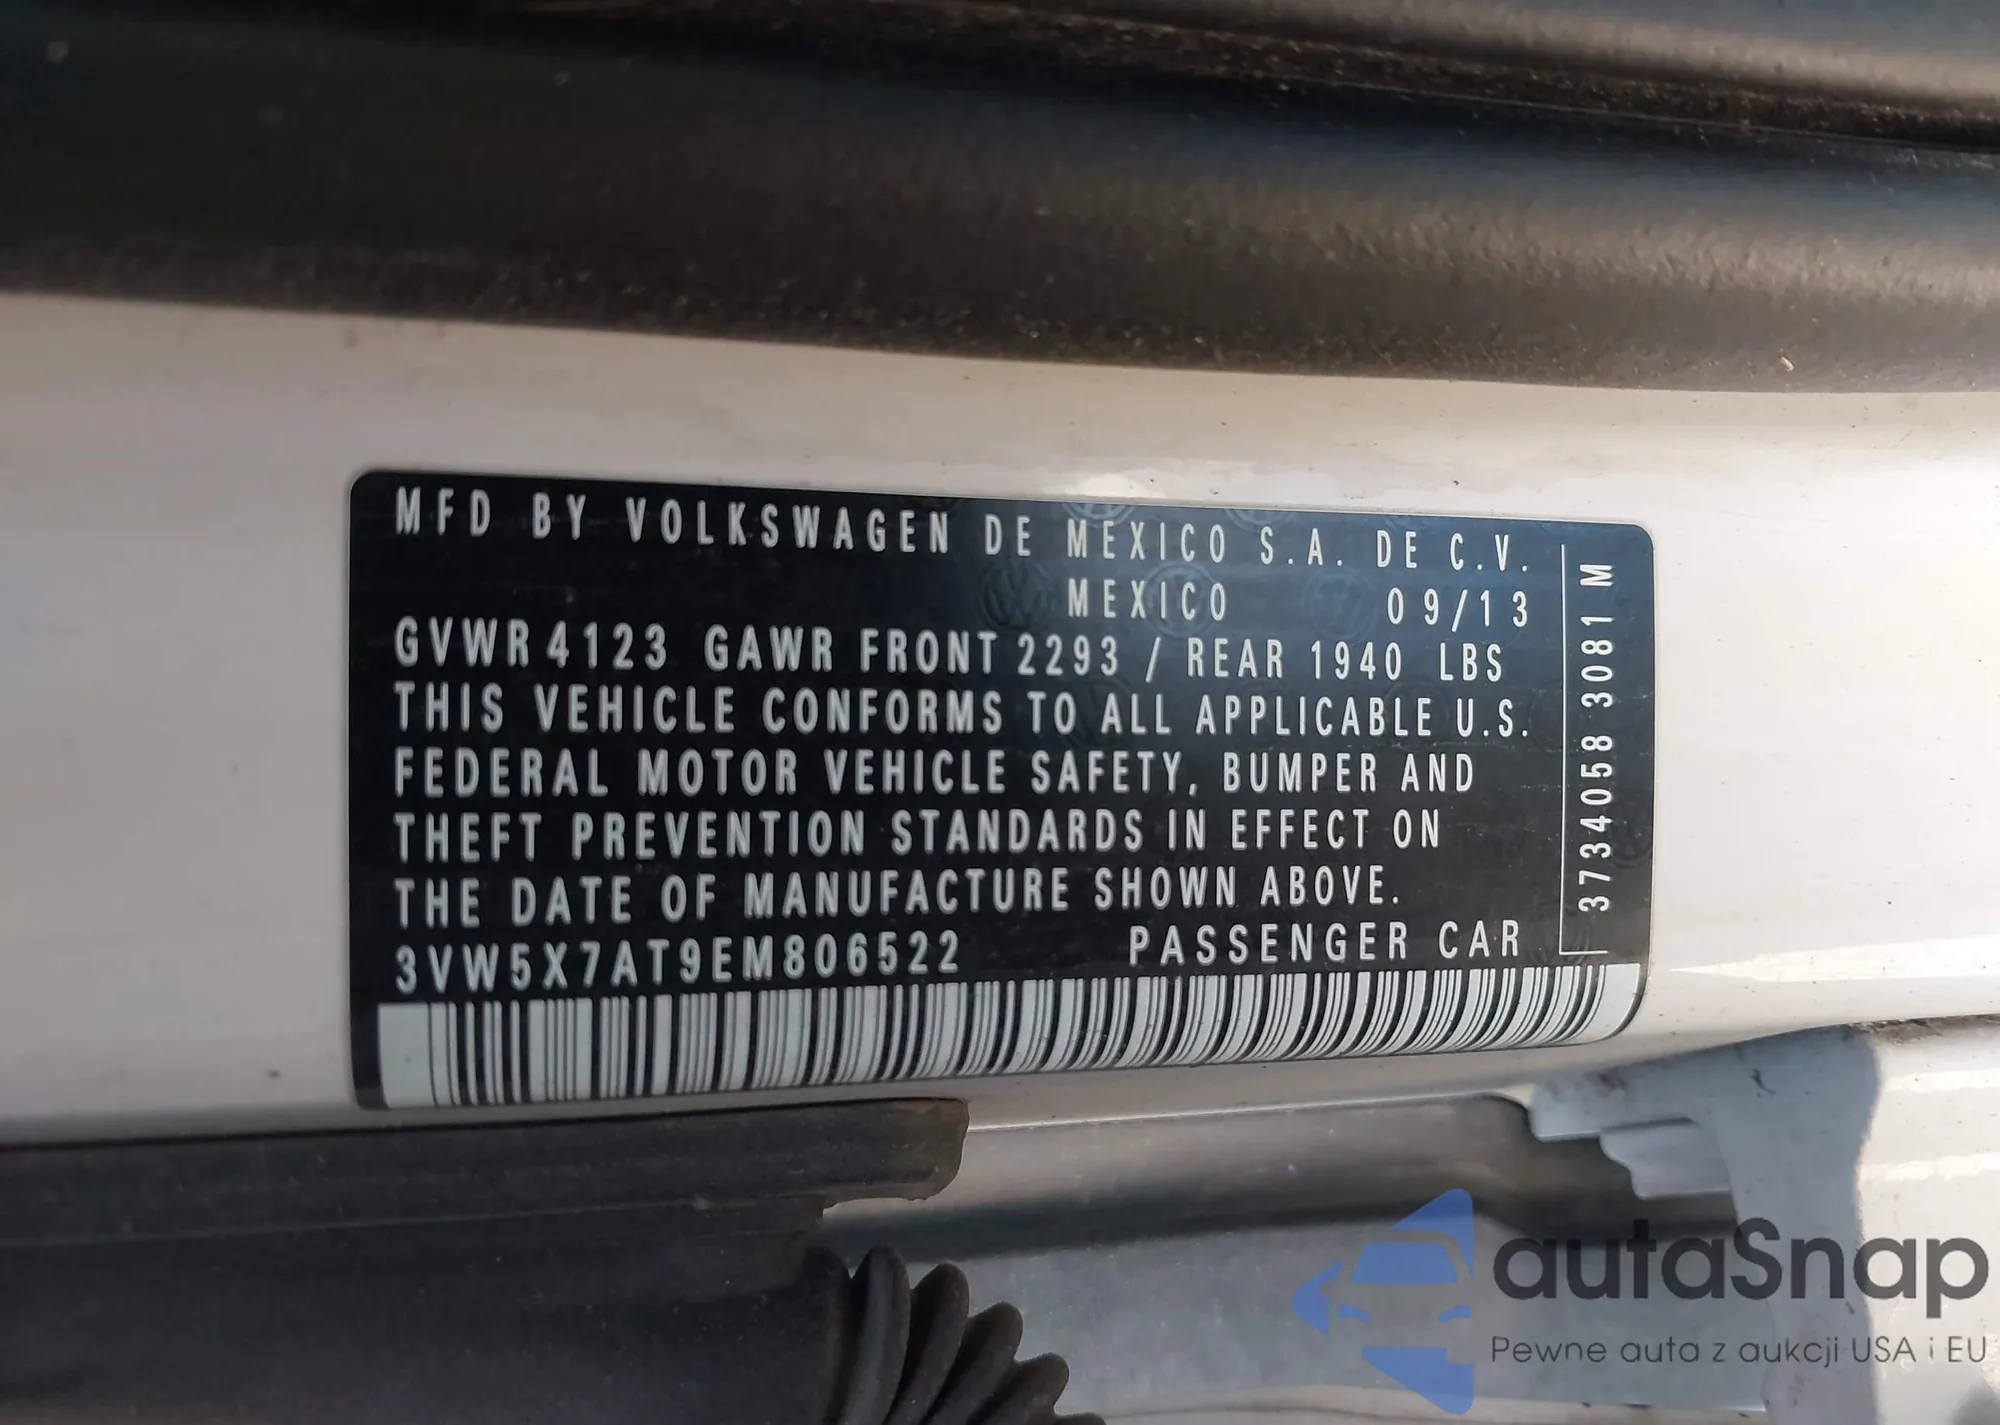 MFD BY VOLKSWAGEN DE MEXICO S.A. DE C.V.
MEXICO 09/13
GVWR 4123 GAWR FRONT 2293 / REAR 1940 LBS
THIS VEHICLE CONFORMS TO ALL APPLICABLE U.S.
FEDERAL MOTOR VEHICLE SAFETY, BUMPER AND
THEFT PREVENTION STANDARDS IN EFFECT ON
THE DATE OF MANUFACTURE SHOWN ABOVE.
3VW5X7AT9EM806522 PASSENGER CAR
3734058 3081 M
autaSnap
Pewne auta z aukcji USA i EU